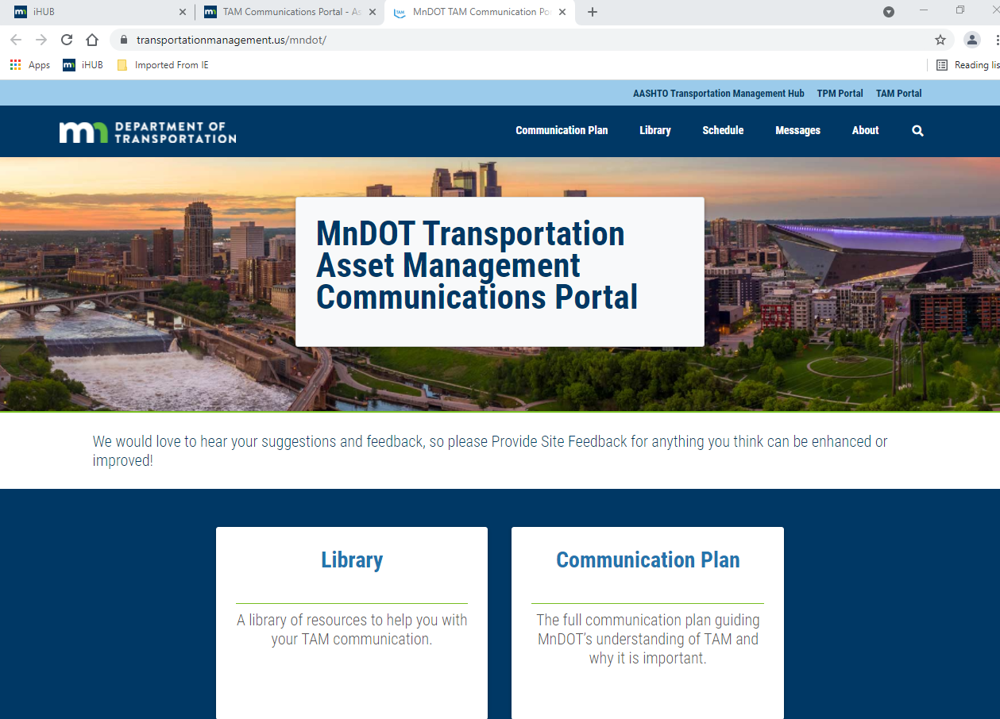 iHUB
TAM Communications Portal - As
MnDOT TAM Communication Po
transportationmanagement.us/mndot/
Apps
iHUB
Imported From IE
Reading lis
AASHTO Transportation Management Hub
TPM Portal
TAM Portal
mn DEPARTMENT OF
TRANSPORTATION
Communication Plan
Library
Schedule
Messages
About
MnDOT Transportation
Asset Management
Communications Portal
We would love to hear your suggestions and feedback, so please Provide Site Feedback for anything you think can be enhanced or
improved!
Library
A library of resources to help you with
your TAM communication.
Communication Plan
The full communication plan guiding
MnDOT’s understanding of TAM and
why it is important.